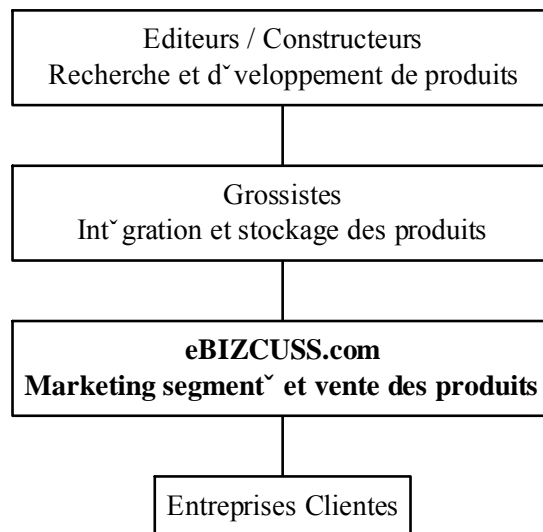 Editeurs / Constructeurs
Recherche et dˇveloppement de produits
Grossistes
Intˇgration et stockage des produits
eBIZCUSS.com
Marketing segmentˇ et vente des produits
Entreprises Clientes